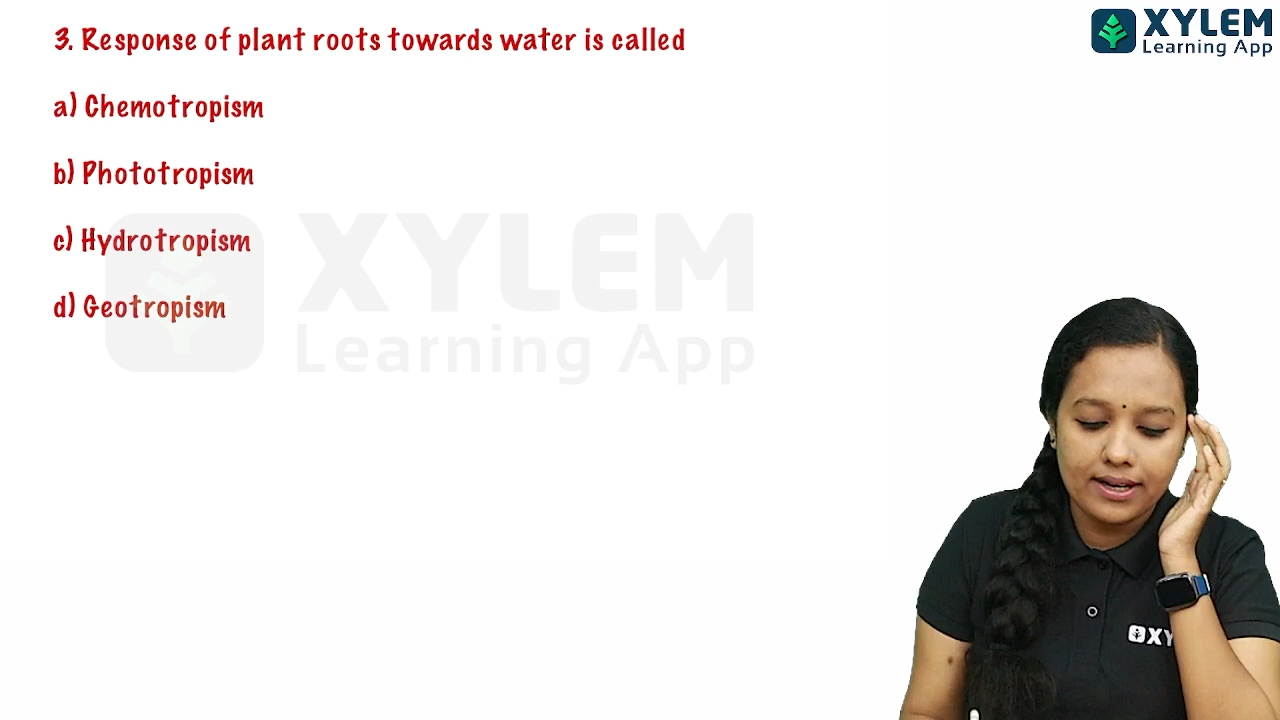 3. Response of plant roots towards water is called
a) Chemotropism
b) Phototropism
c) Hydrotropism
d) Geotropism
XYLEM
Learning App
XYLEM
Learning App
XY